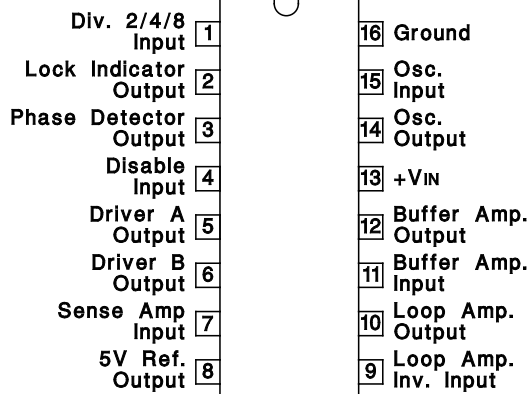 Div. 2/4/8
Input 1
Lock Indicator
Output 2
Phase Detector
Output 3
Disable
Input 4
Driver A
Output 5
Driver B
Output 6
Sense Amp
Input 7
5V Ref.
Output 8
16 Ground
15 Osc.
Input
14 Osc.
Output
13 +VIN
12 Buffer Amp.
Output
11 Buffer Amp.
Input
10 Loop Amp.
Output
9 Loop Amp.
Inv. Input